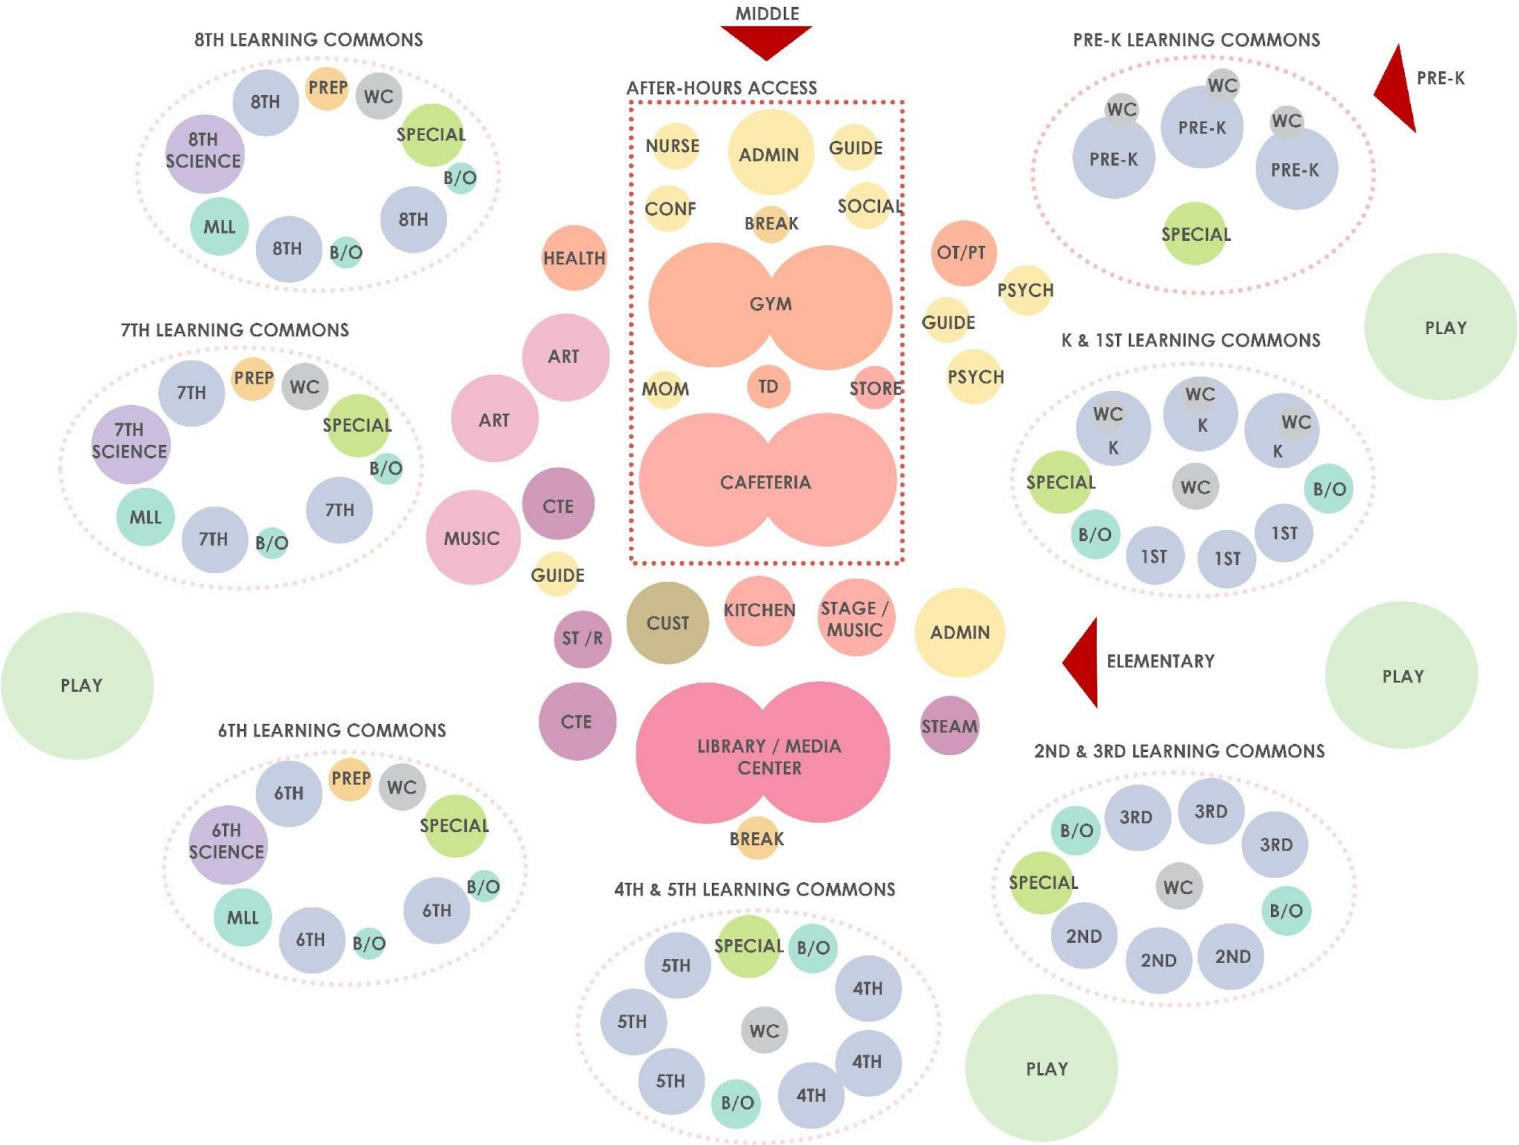 MIDDLE
8TH LEARNING COMMONS
8TH
PREP
WC
SPECIAL
8TH
SCIENCE
B/O
MLL
8TH
B/O
8TH
AFTER-HOURS ACCESS
NURSE
ADMIN
GUIDE
CONF
BREAK
SOCIAL
GYM
MOM
TD
STORE
CAFETERIA
PRE-K LEARNING COMMONS
WC
WC
WC
PRE-K
PRE-K
PRE-K
SPECIAL
PRE-K
HEALTH
ART
ART
CTE
MUSIC
GUIDE
ST /R
CTE
OT/PT
PSYCH
GUIDE
PSYCH
PLAY
7TH LEARNING COMMONS
7TH
PREP
WC
SPECIAL
7TH
SCIENCE
B/O
MLL
7TH
B/O
7TH
K & 1ST LEARNING COMMONS
WC
K
WC
K
WC
K
SPECIAL
WC
B/O
B/O
1ST
1ST
1ST
CUST
KITCHEN
STAGE /
MUSIC
ADMIN
ELEMENTARY
PLAY
PLAY
LIBRARY / MEDIA
CENTER
STEAM
BREAK
6TH LEARNING COMMONS
6TH
PREP
WC
SPECIAL
6TH
SCIENCE
B/O
MLL
6TH
B/O
6TH
2ND & 3RD LEARNING COMMONS
B/O
3RD
3RD
3RD
SPECIAL
WC
B/O
2ND
2ND
2ND
4TH & 5TH LEARNING COMMONS
5TH
SPECIAL
B/O
4TH
5TH
WC
4TH
5TH
B/O
4TH
PLAY